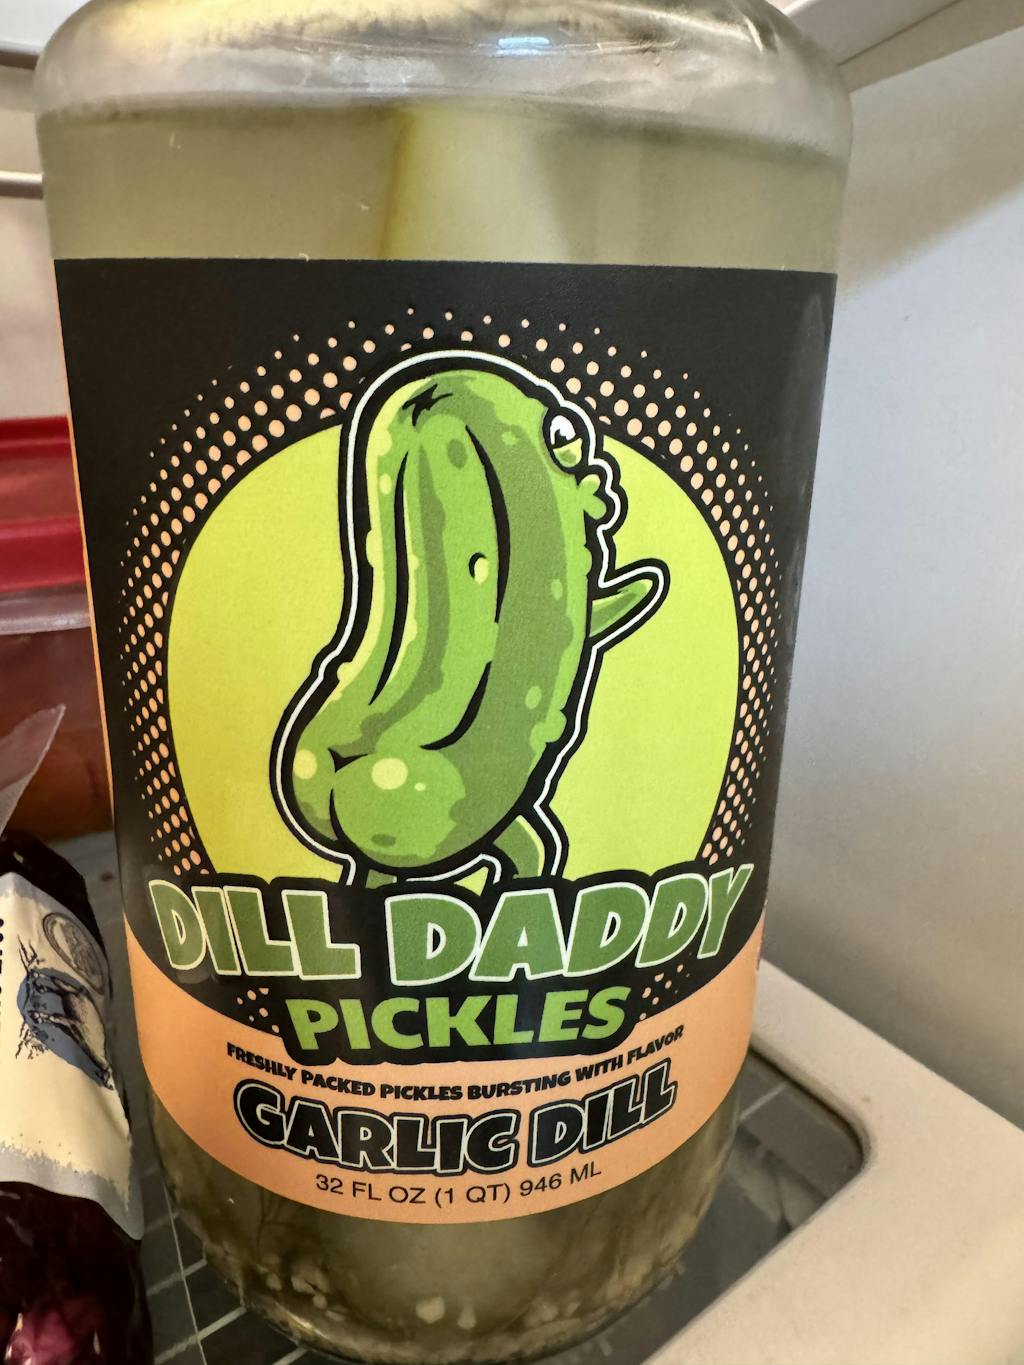 DILL DADDY
PICKLES
FRESHLY PACKED PICKLES BURSTING WITH FLAVOR
GARLIC DILL
32 FL OZ (1 QT) 946 ML